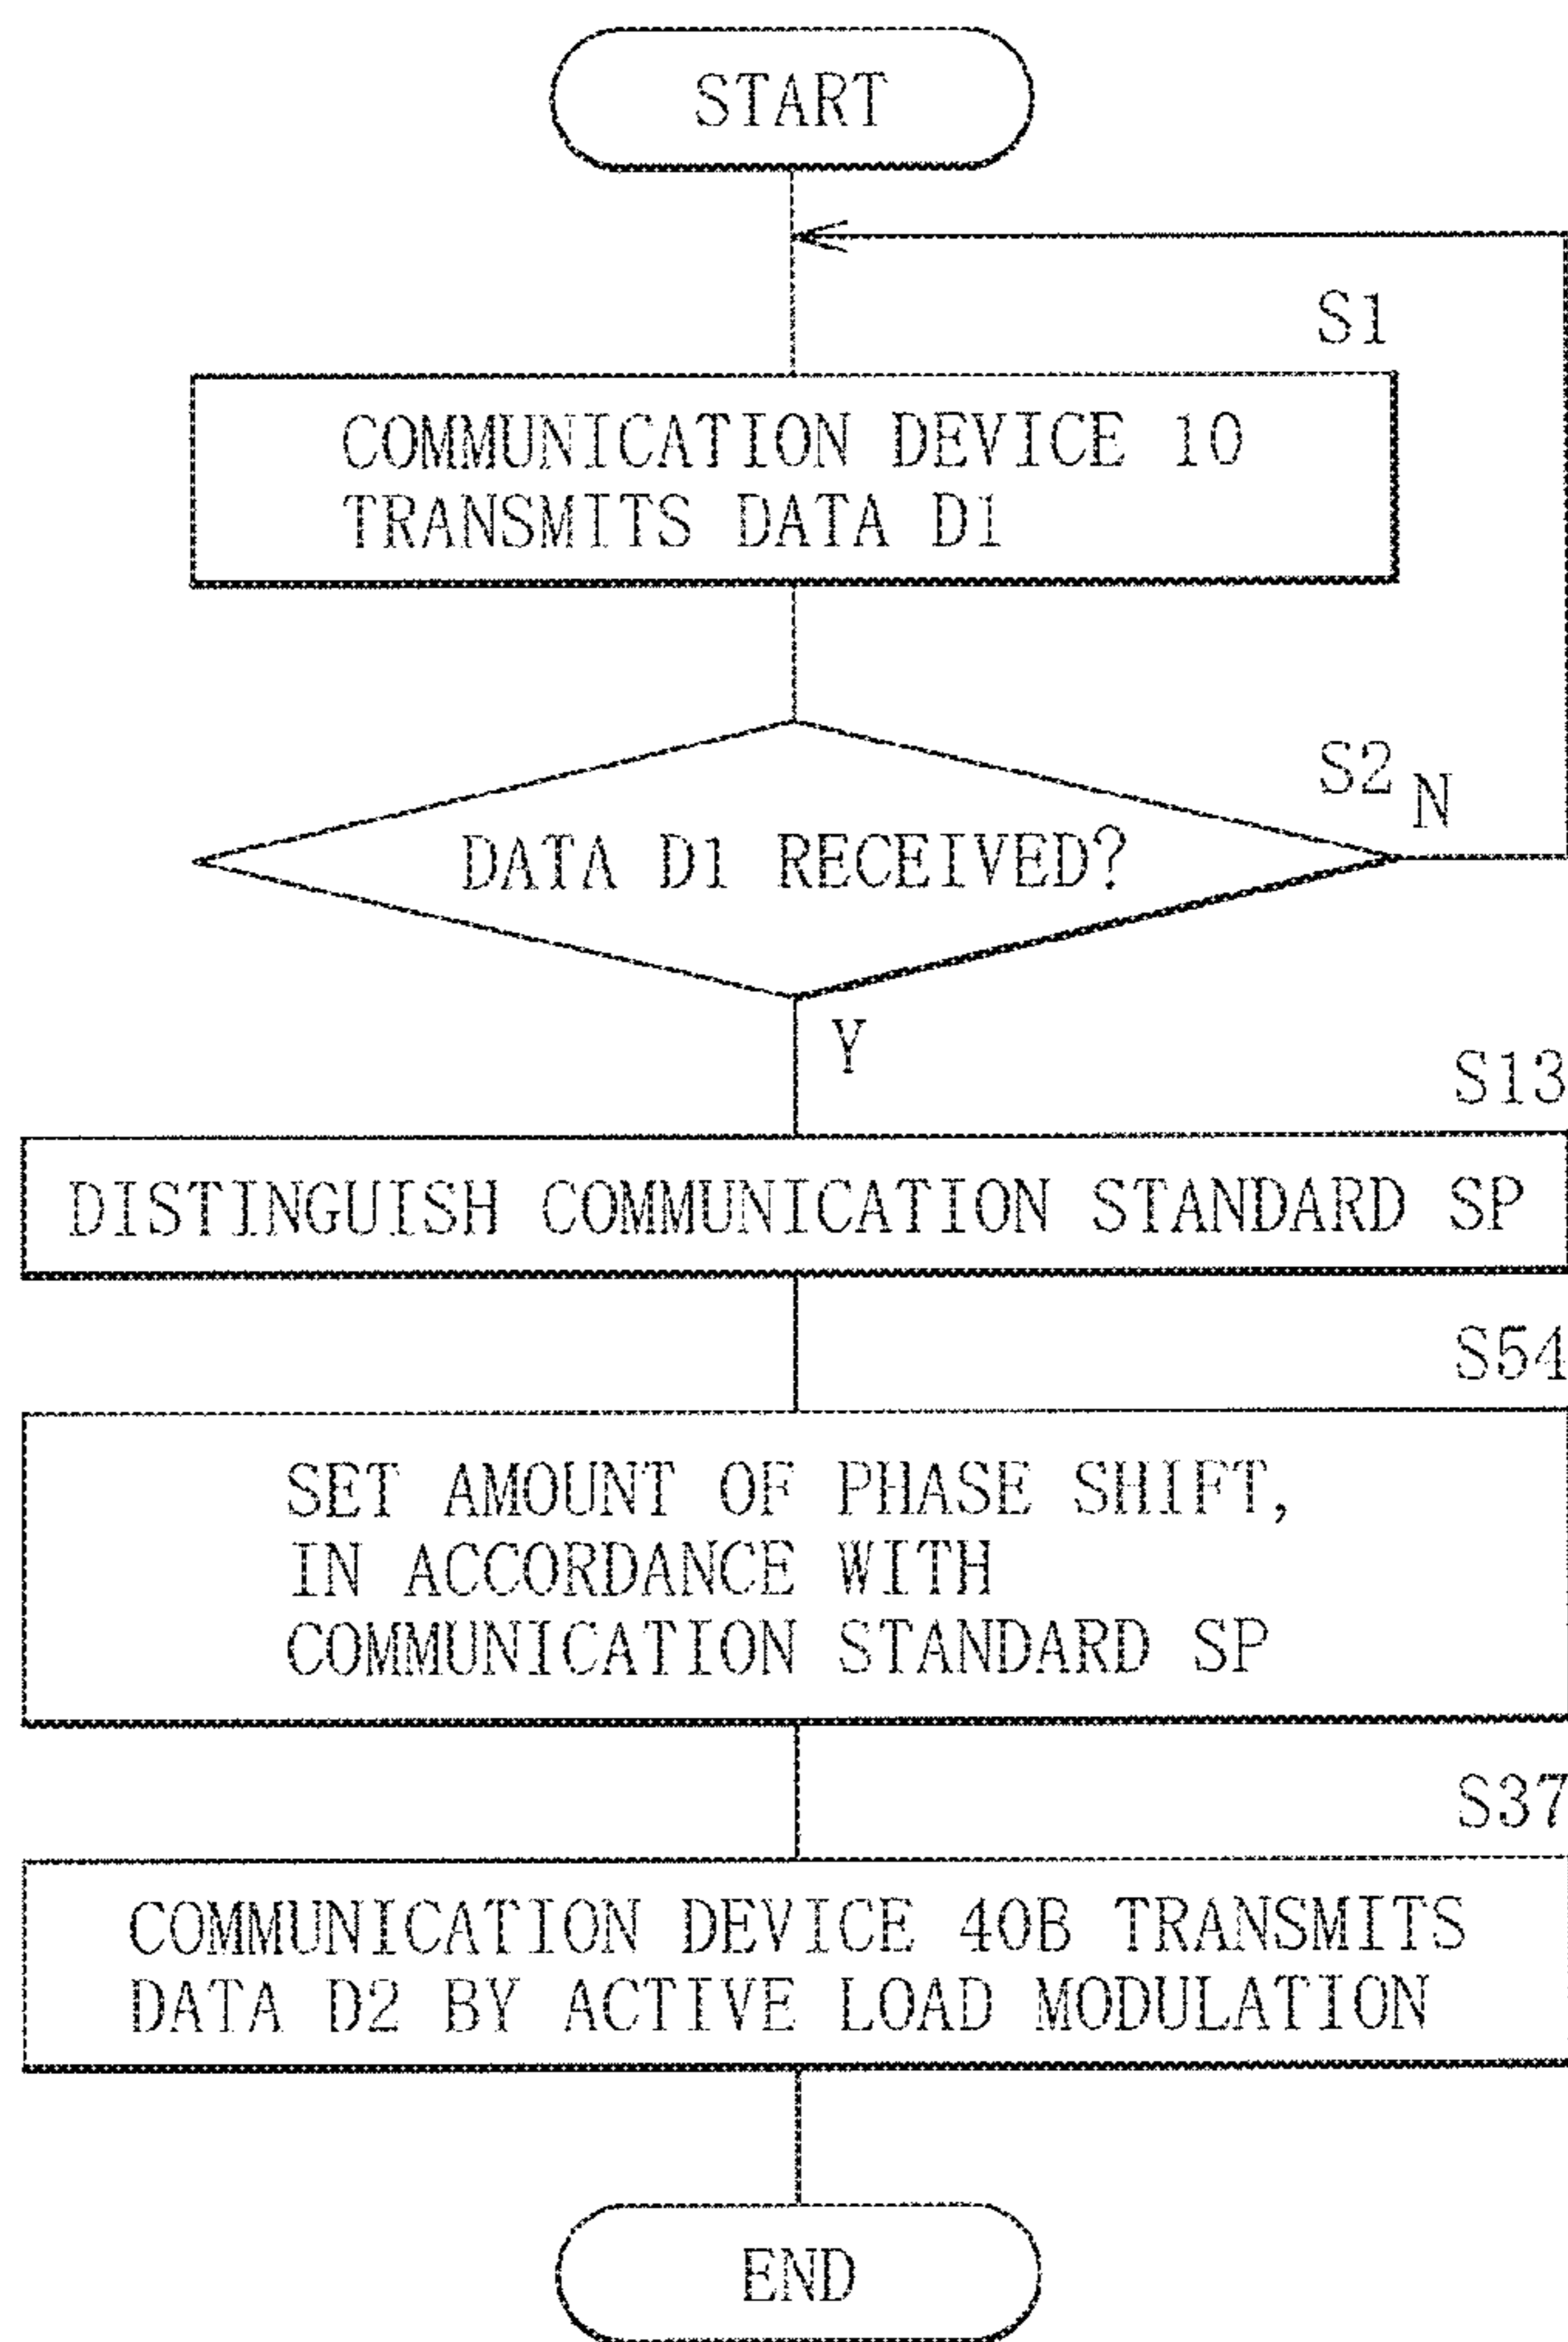 START
S1
COMMUNICATION DEVICE 10
TRANSMITS DATA D1
S2
N
DATA D1 RECEIVED?
Y
S13
DISTINGUISH COMMUNICATION STANDARD SP
S54
SET AMOUNT OF PHASE SHIFT,
IN ACCORDANCE WITH
COMMUNICATION STANDARD SP
S37
COMMUNICATION DEVICE 40B TRANSMITS
DATA D2 BY ACTIVE LOAD MODULATION
END